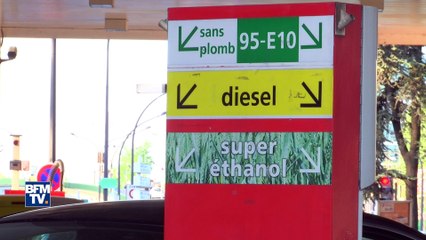 sans
plomb 95-E10
diesel
super
éthanol
BFM
TV.